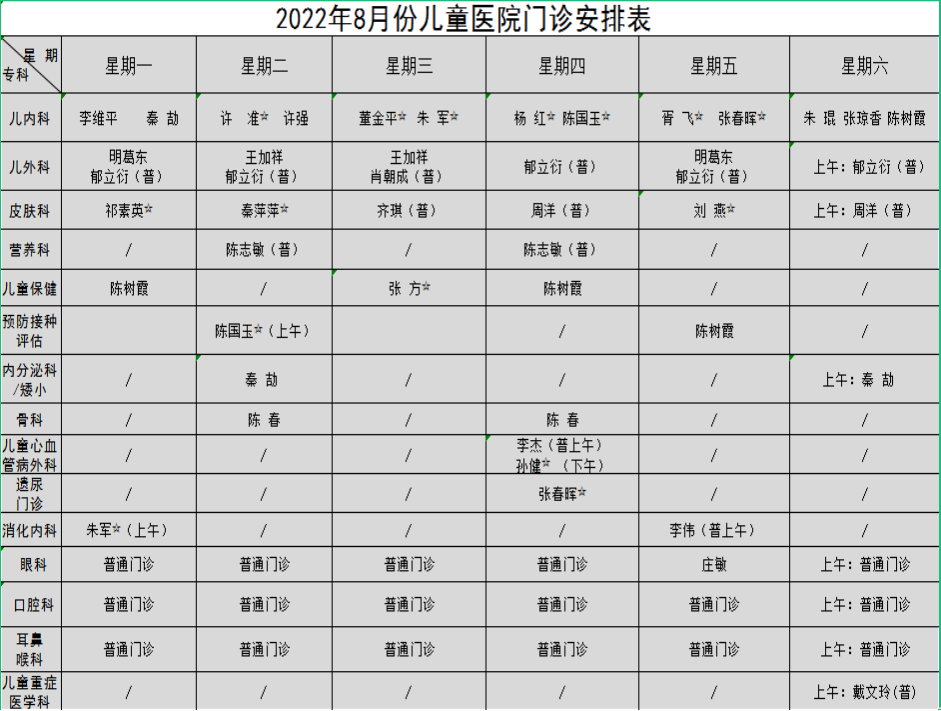 2022年8月份儿童医院门诊安排表
星 期
专科
星期一 星期二 星期三 星期四 星期五 星期六
儿内科 李维平 秦 劼 许 准☆ 许强 董金平☆ 朱 军☆ 杨 红☆ 陈国玉☆ 胥 飞☆ 张春晖☆ 朱 琨 张琼香 陈树霞
明葛东 王加祥 王加祥 明葛东
儿外科 郁立衍（普） 上午：郁立衍（普）
郁立衍（普） 郁立衍（普） 肖朝成（普） 郁立衍（普）
皮肤科 祁素英☆ 秦萍萍☆ 齐琪（普） 周洋（普） 刘 燕☆ 上午：周洋（普）
营养科 / 陈志敏（普） / 陈志敏（普） / /
儿童保健 陈树霞 / 张 方☆ 陈树霞 / /
预防接种
评估 陈国玉☆（上午） / 陈树霞 /
内分泌科
/矮小 / 秦 劼 / / / 上午：秦 劼
骨科 / 陈 春 / 陈 春 / /
儿童心血 李杰（普上午）
管病外科 / / / 孙健☆ （下午） / /
遗尿
门诊 / / / 张春晖☆ / /
消化内科 朱军☆（上午） / / / 李伟（普上午） /
眼科 普通门诊 普通门诊 普通门诊 普通门诊 庄敏 上午：普通门诊
口腔科 普通门诊 普通门诊 普通门诊 普通门诊 普通门诊 上午：普通门诊
耳鼻
喉科 普通门诊 普通门诊 普通门诊 普通门诊 普通门诊 上午：普通门诊
儿童重症
医学科 / / / / / 上午：戴文玲(普)